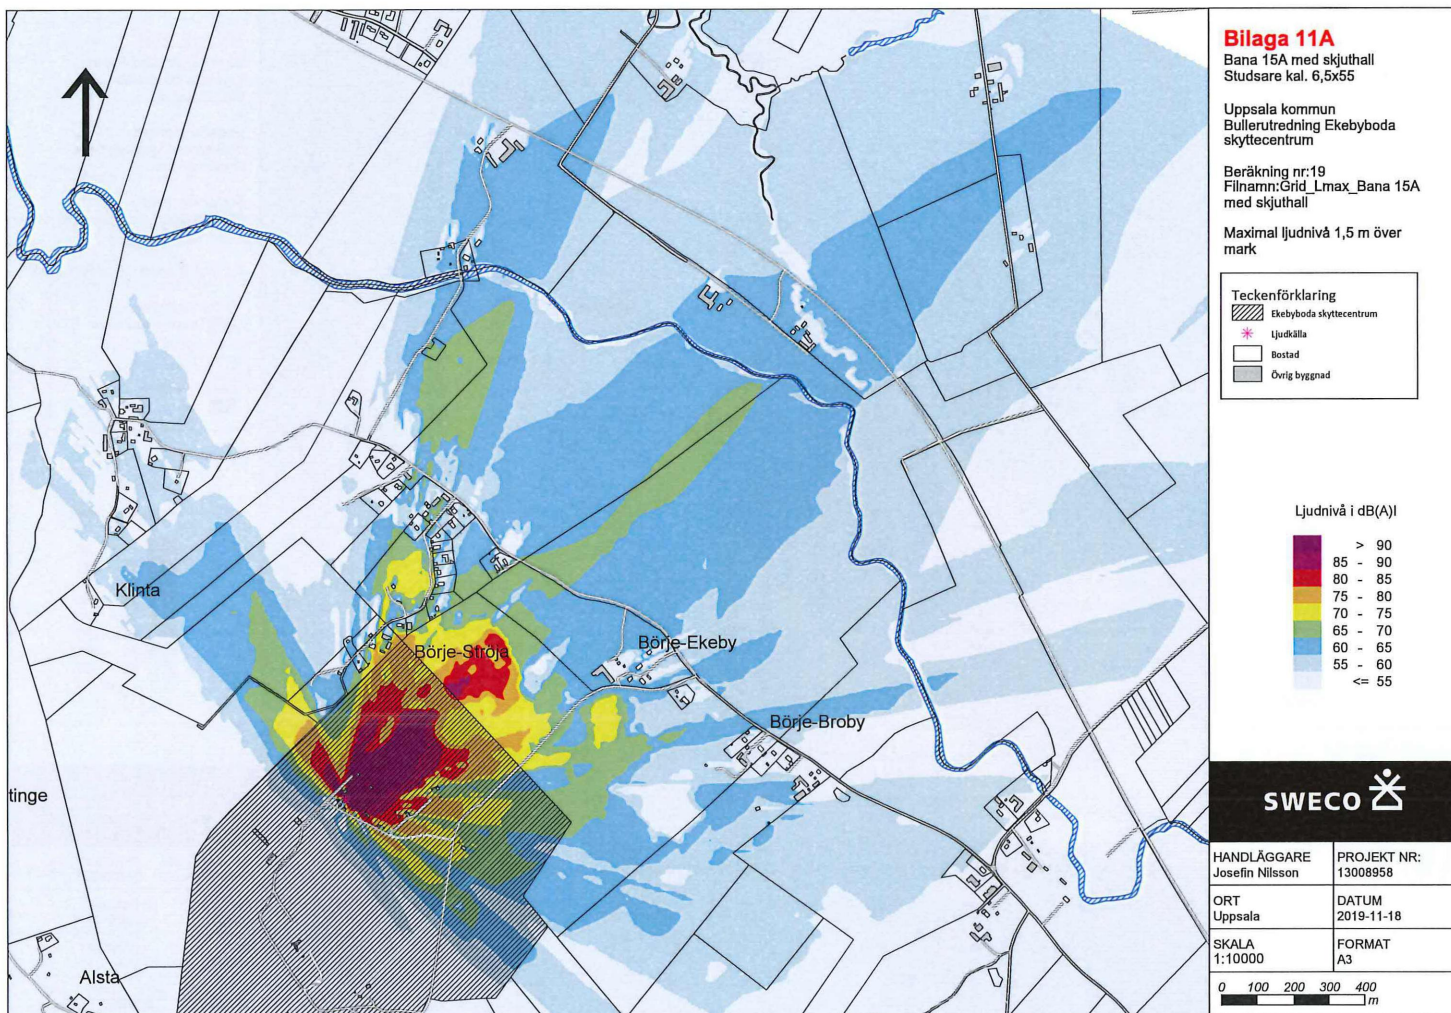 Bilaga 11A
Bana 15A med skjuthall
Studsare kal. 6,5x55
Uppsala kommun
Bullerutredning Ekebyboda
skyttecentrum
Beräkning nr:19
Filnamn:Grid_Lmax_Bana 15A
med skjuthall
Maximal ljudnivå 1,5 m över
mark
Teckenförklaring
Ekebyboda skyttecentrum
Ljudkälla
Bostad
Övrig byggnad
Ljudnivå i dB(A)I
> 90
85 - 90
80 - 85
75 - 80
70 - 75
65 - 70
60 - 65
55 - 60
<= 55
SWECO
HANDLÄGGARE
Josefin Nilsson
PROJEKT NR:
13008958
ORT
Uppsala
DATUM
2019-11-18
SKALA
1:10000
FORMAT
A3
0 100 200 300 400
m
Klinta
Börje-Ströja
Börje-Ekeby
Börje-Broby
tinge
Alsta